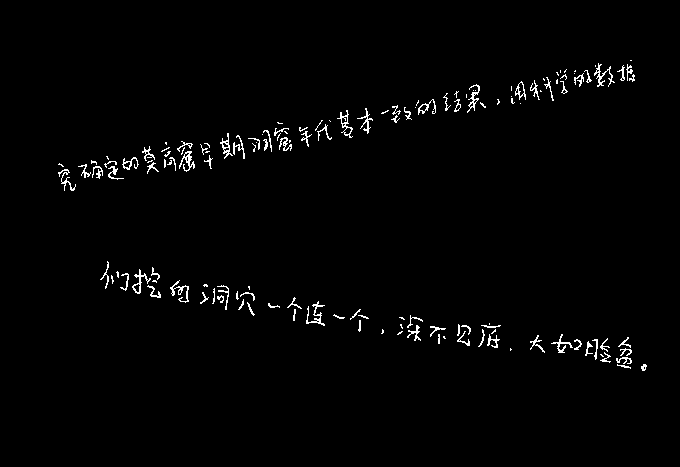 究确定的莫高窟早期洞窟年代基本一致的结果，用科学的数据
们挖的洞穴一个连一个，深不见底，大如脸盆。